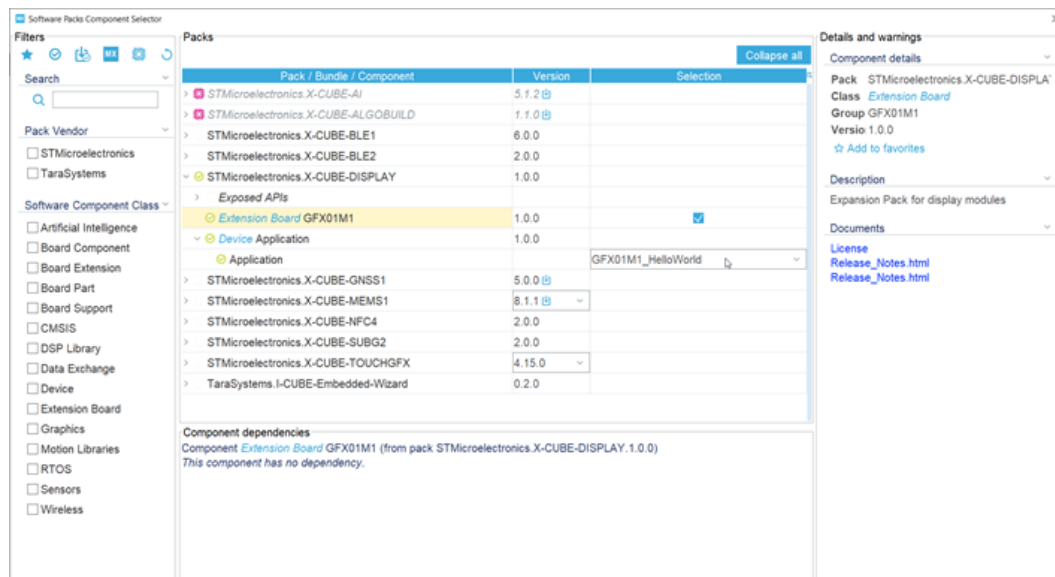 MX Software Packs Component Selector
Filters
MX
Search
Pack Vendor
STMicroelectronics
TaraSystems
Software Component Class
Artificial Intelligence
Board Component
Board Extension
Board Part
Board Support
CMSIS
DSP Library
Data Exchange
Device
Extension Board
Graphics
Motion Libraries
RTOS
Sensors
Wireless
Packs
Collapse all
Pack / Bundle / Component Version Selection
STMicroelectronics.X-CUBE-AI 5.1.2
STMicroelectronics.X-CUBE-ALGOBUILD 1.1.0
STMicroelectronics.X-CUBE-BLE1 6.0.0
STMicroelectronics.X-CUBE-BLE2 2.0.0
STMicroelectronics.X-CUBE-DISPLAY 1.0.0
Exposed APIs
Extension Board GFX01M1 1.0.0
Device Application 1.0.0
Application GFX01M1_HelloWorld
STMicroelectronics.X-CUBE-GNSS1 5.0.0
STMicroelectronics.X-CUBE-MEMS1 8.1.1
STMicroelectronics.X-CUBE-NFC4 2.0.0
STMicroelectronics.X-CUBE-SUBG2 2.0.0
STMicroelectronics.X-CUBE-TOUCHGFX 4.15.0
TaraSystems.I-CUBE-Embedded-Wizard 0.2.0
Component dependencies
Component Extension Board GFX01M1 (from pack STMicroelectronics.X-CUBE-DISPLAY.1.0.0)
This component has no dependency.
Details and warnings
Component details
Pack STMicroelectronics.X-CUBE-DISPLA
Class Extension Board
Group GFX01M1
Versio 1.0.0
Add to favorites
Description
Expansion Pack for display modules
Documents
License
Release_Notes.html
Release_Notes.html